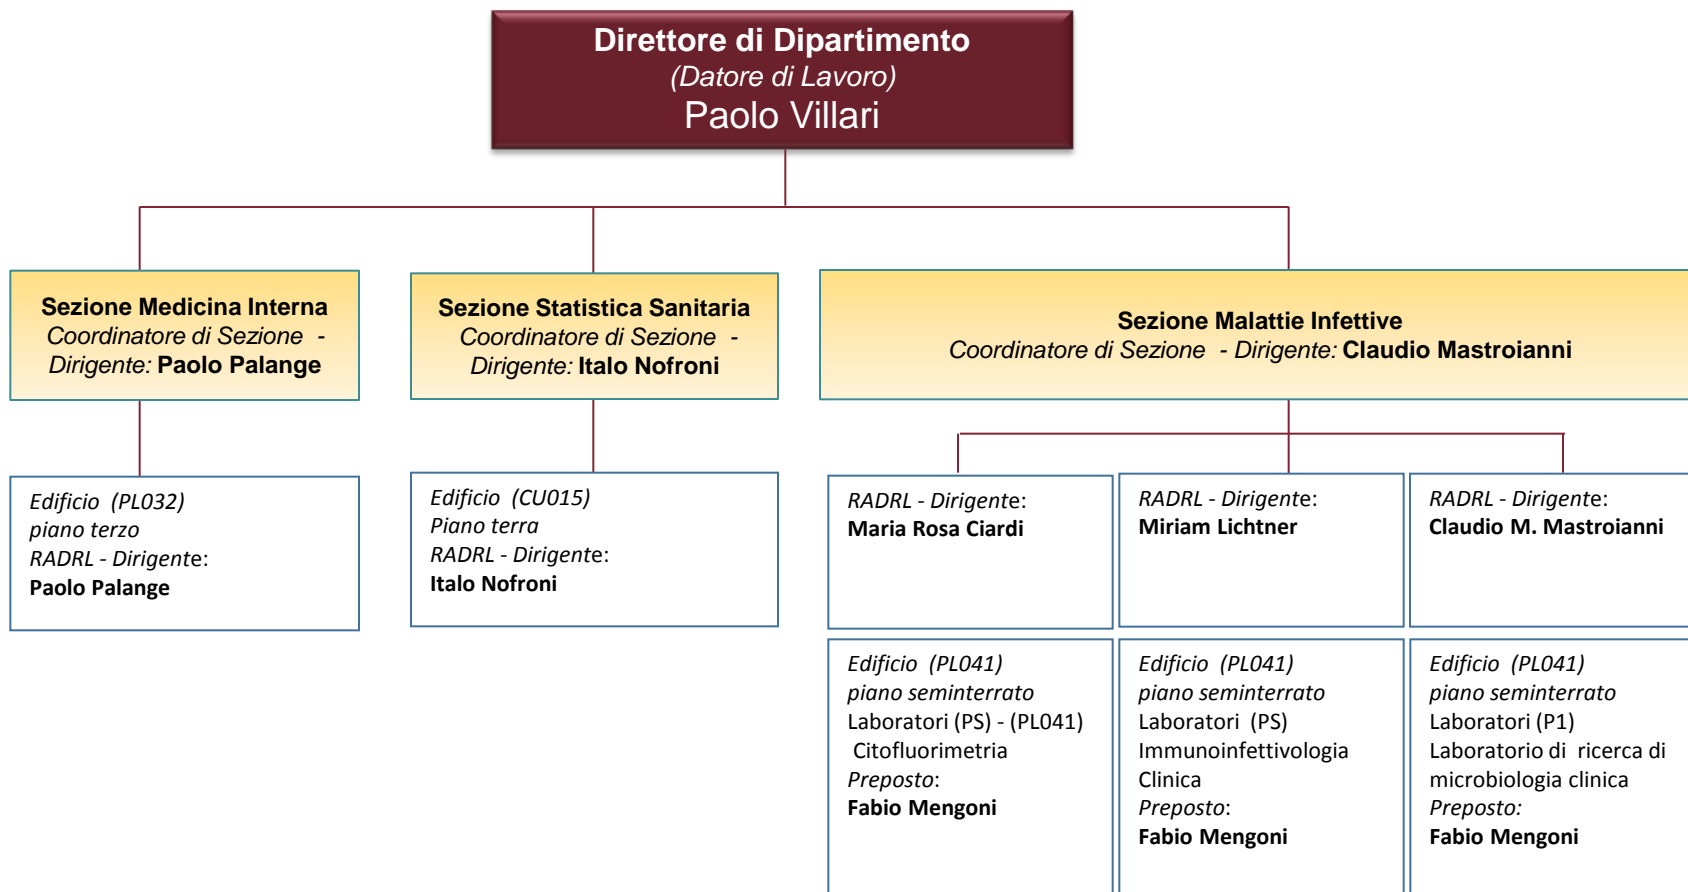 Direttore di Dipartimento
(Datore di Lavoro)
Paolo Villari
Sezione Medicina Interna
Coordinatore di Sezione -
Dirigente: Paolo Palange
Sezione Statistica Sanitaria
Coordinatore di Sezione -
Dirigente: Italo Nofroni
Sezione Malattie Infettive
Coordinatore di Sezione - Dirigente: Claudio Mastroianni
Edificio (PL032)
piano terzo
RADRL - Dirigente:
Paolo Palange
Edificio (CU015)
Piano terra
RADRL - Dirigente:
Italo Nofroni
RADRL - Dirigente:
Maria Rosa Ciardi
RADRL - Dirigente:
Miriam Lichtner
RADRL - Dirigente:
Claudio M. Mastroianni
Edificio (PL041)
piano seminterrato
Laboratori (PS) - (PL041)
Citofluorimetria
Preposto:
Fabio Mengoni
Edificio (PL041)
piano seminterrato
Laboratori (PS)
Immunoinfettivologia
Clinica
Preposto:
Fabio Mengoni
Edificio (PL041)
piano seminterrato
Laboratori (P1)
Laboratorio di ricerca di
microbiologia clinica
Preposto:
Fabio Mengoni